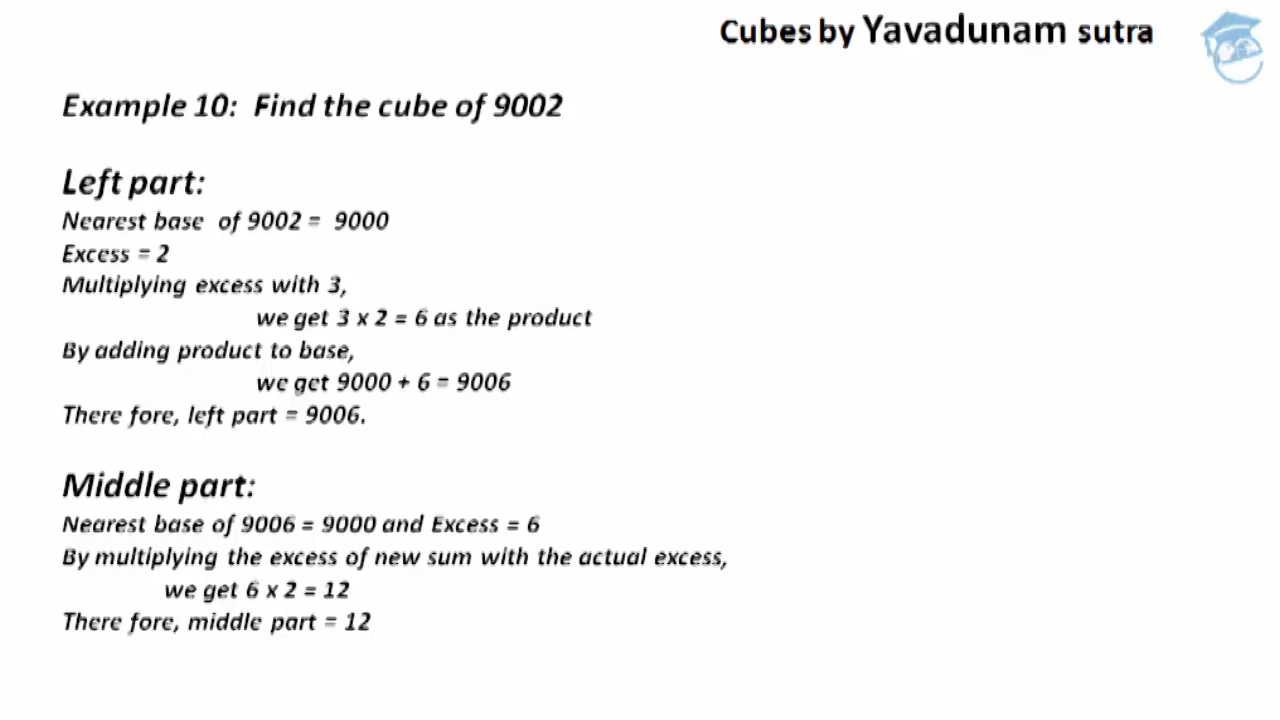 Cubes by Yavadunam sutra
Example 10: Find the cube of 9002
Left part:
Nearest base of 9002 = 9000
Excess = 2
Multiplying excess with 3,
we get 3 x 2 = 6 as the product
By adding product to base,
we get 9000 + 6 = 9006
There fore, left part = 9006.
Middle part:
Nearest base of 9006 = 9000 and Excess = 6
By multiplying the excess of new sum with the actual excess,
we get 6 x 2 = 12
There fore, middle part = 12